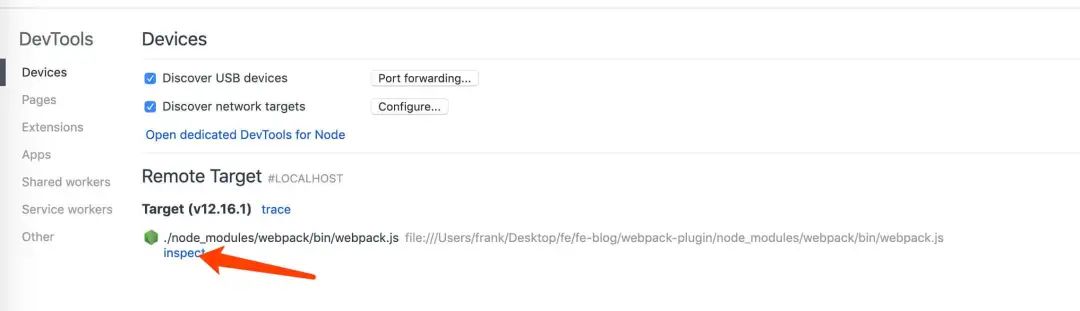 DevTools
Devices
Pages
Extensions
Apps
Shared workers
Service workers
Other
Devices
Discover USB devices Port forwarding...
Discover network targets Configure...
Open dedicated DevTools for Node
Remote Target #LOCALHOST
Target (v12.16.1) trace
./node_modules/webpack/bin/webpack.js file:///Users/frank/Desktop/fe/fe-blog/webpack-plugin/node_modules/webpack/bin/webpack.js
inspect